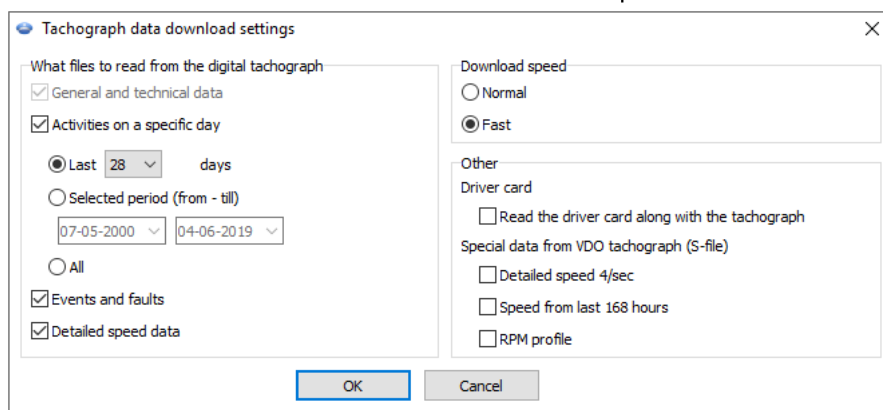 Tachograph data download settings
What files to read from the digital tachograph
General and technical data
Activities on a specific day
Last 28 days
Selected period (from - till)
07-05-2000 04-06-2019
All
Events and faults
Detailed speed data
Download speed
Normal
Fast
Other
Driver card
Read the driver card along with the tachograph
Special data from VDO tachograph (S-file)
Detailed speed 4/sec
Speed from last 168 hours
RPM profile
OK Cancel